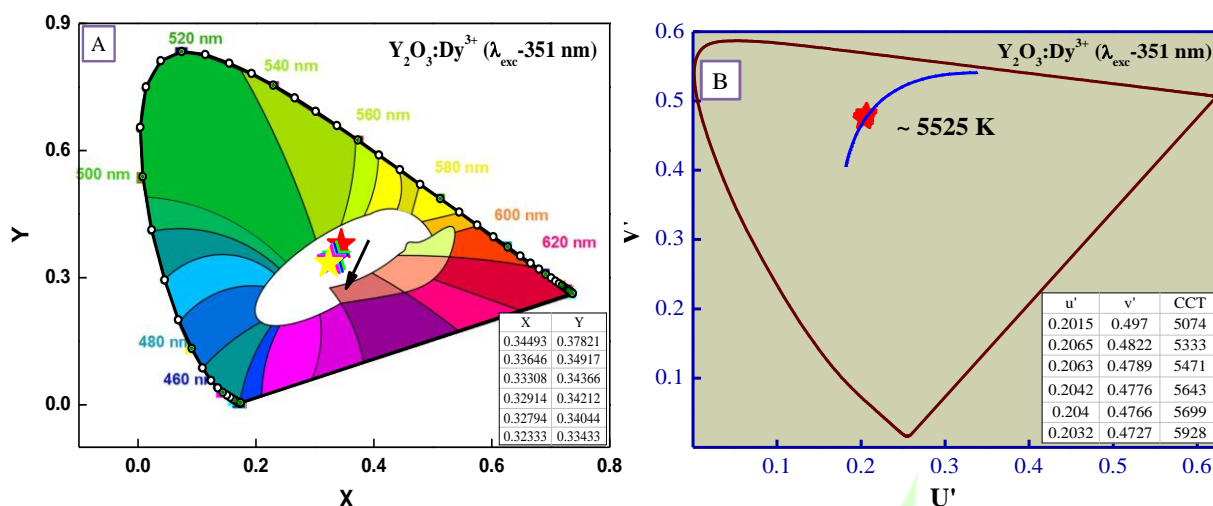 A
Y₂O₃:Dy³⁺ (λexc-351 nm)
520 nm
540 nm
560 nm
580 nm
600 nm
620 nm
500 nm
480 nm
460 nm
0.9
0.6
0.3
0.0
Y
0.0 0.2 0.4 0.6 0.8
X
X Y
0.34493 0.37821
0.33646 0.34917
0.33308 0.34366
0.32914 0.34212
0.32794 0.34044
0.32333 0.33433
B
Y₂O₃:Dy³⁺ (λexc-351 nm)
~ 5525 K
0.6
0.5
0.4
0.3
0.2
0.1
V'
0.1 0.2 0.3 0.4 0.5 0.6
U'
u' v' CCT
0.2015 0.497 5074
0.2065 0.4822 5333
0.2063 0.4789 5471
0.2042 0.4776 5643
0.204 0.4766 5699
0.2032 0.4727 5928